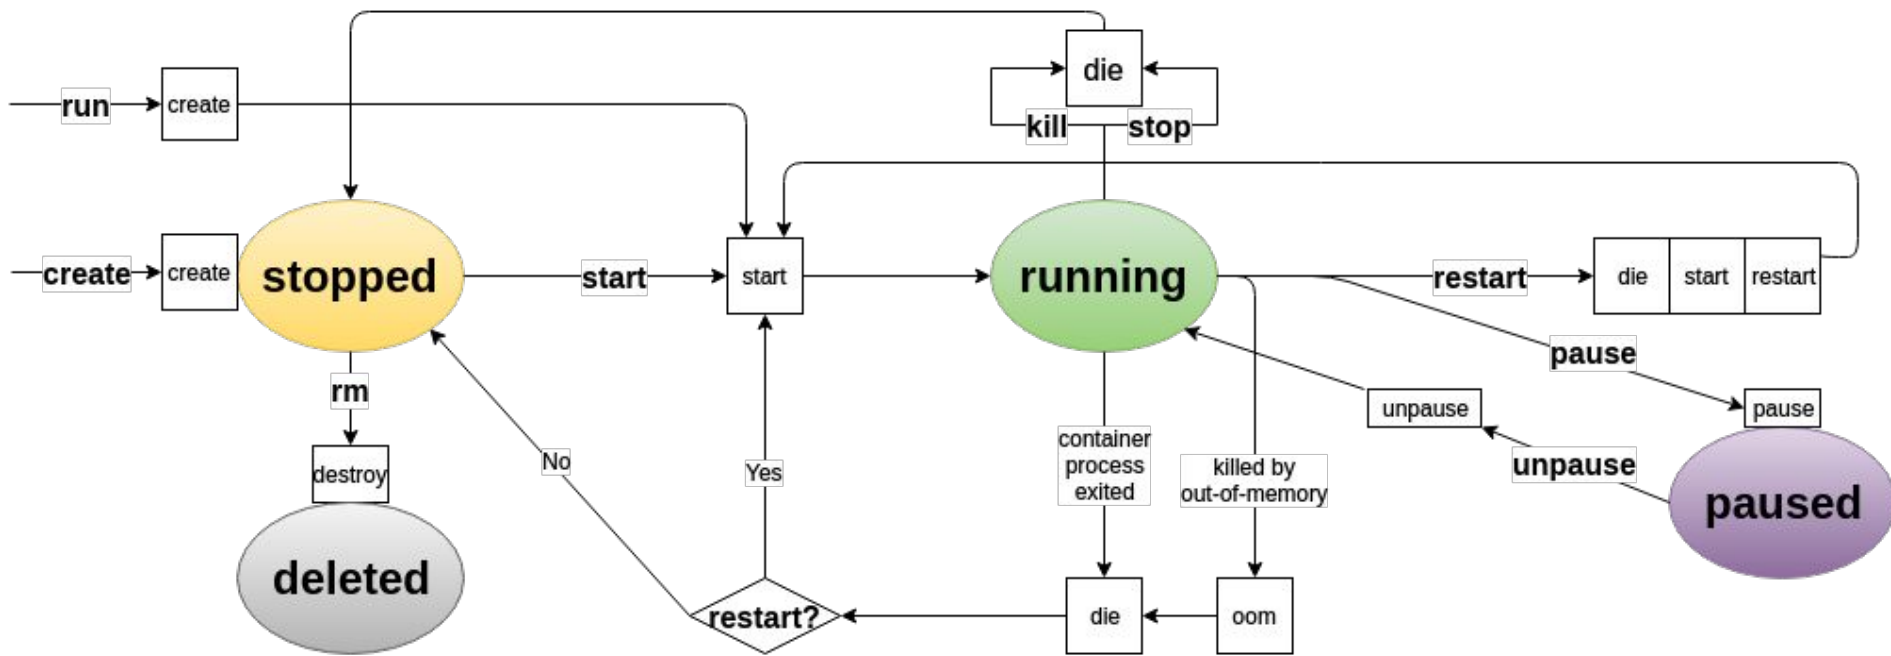 die
run
create
kill
stop
create
create
stopped
start
start
running
restart
die
start
restart
pause
rm
unpause
pause
container
process
exited
No
Yes
killed by
out-of-memory
unpause
destroy
paused
deleted
restart?
die
oom